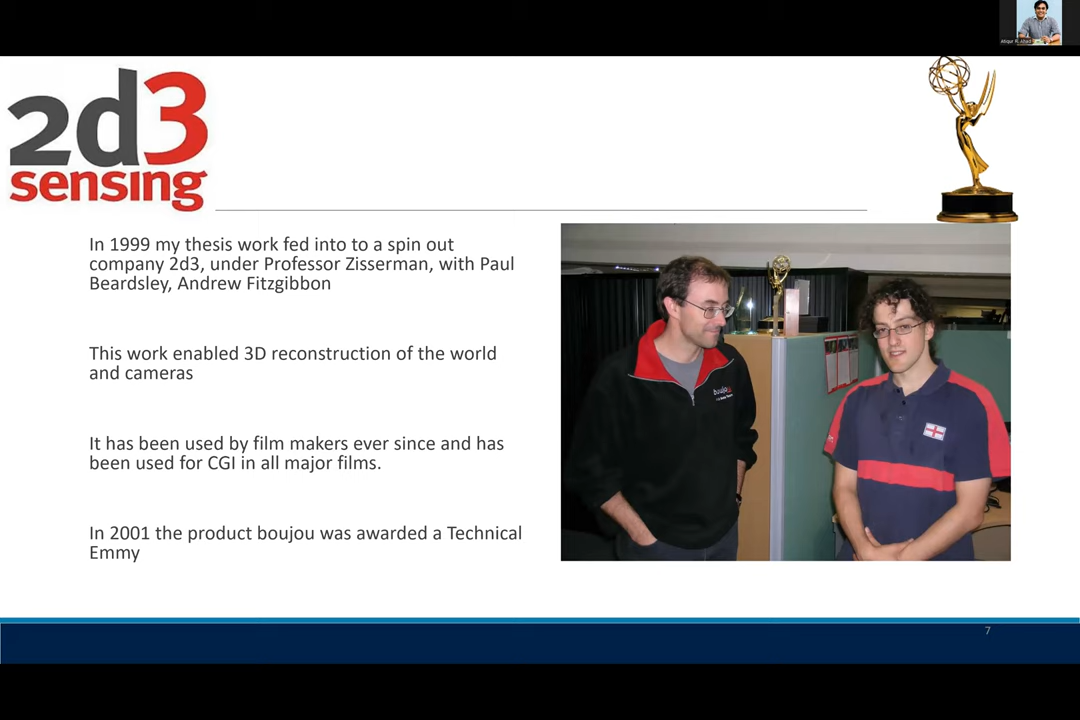 Atiqur R. Ahad
2d3
sensing
In 1999 my thesis work fed into to a spin out
company 2d3, under Professor Zisserman, with Paul
Beardsley, Andrew Fitzgibbon
This work enabled 3D reconstruction of the world
and cameras
It has been used by film makers ever since and has
been used for CGI in all major films.
In 2001 the product boujou was awarded a Technical
Emmy
boujou
7